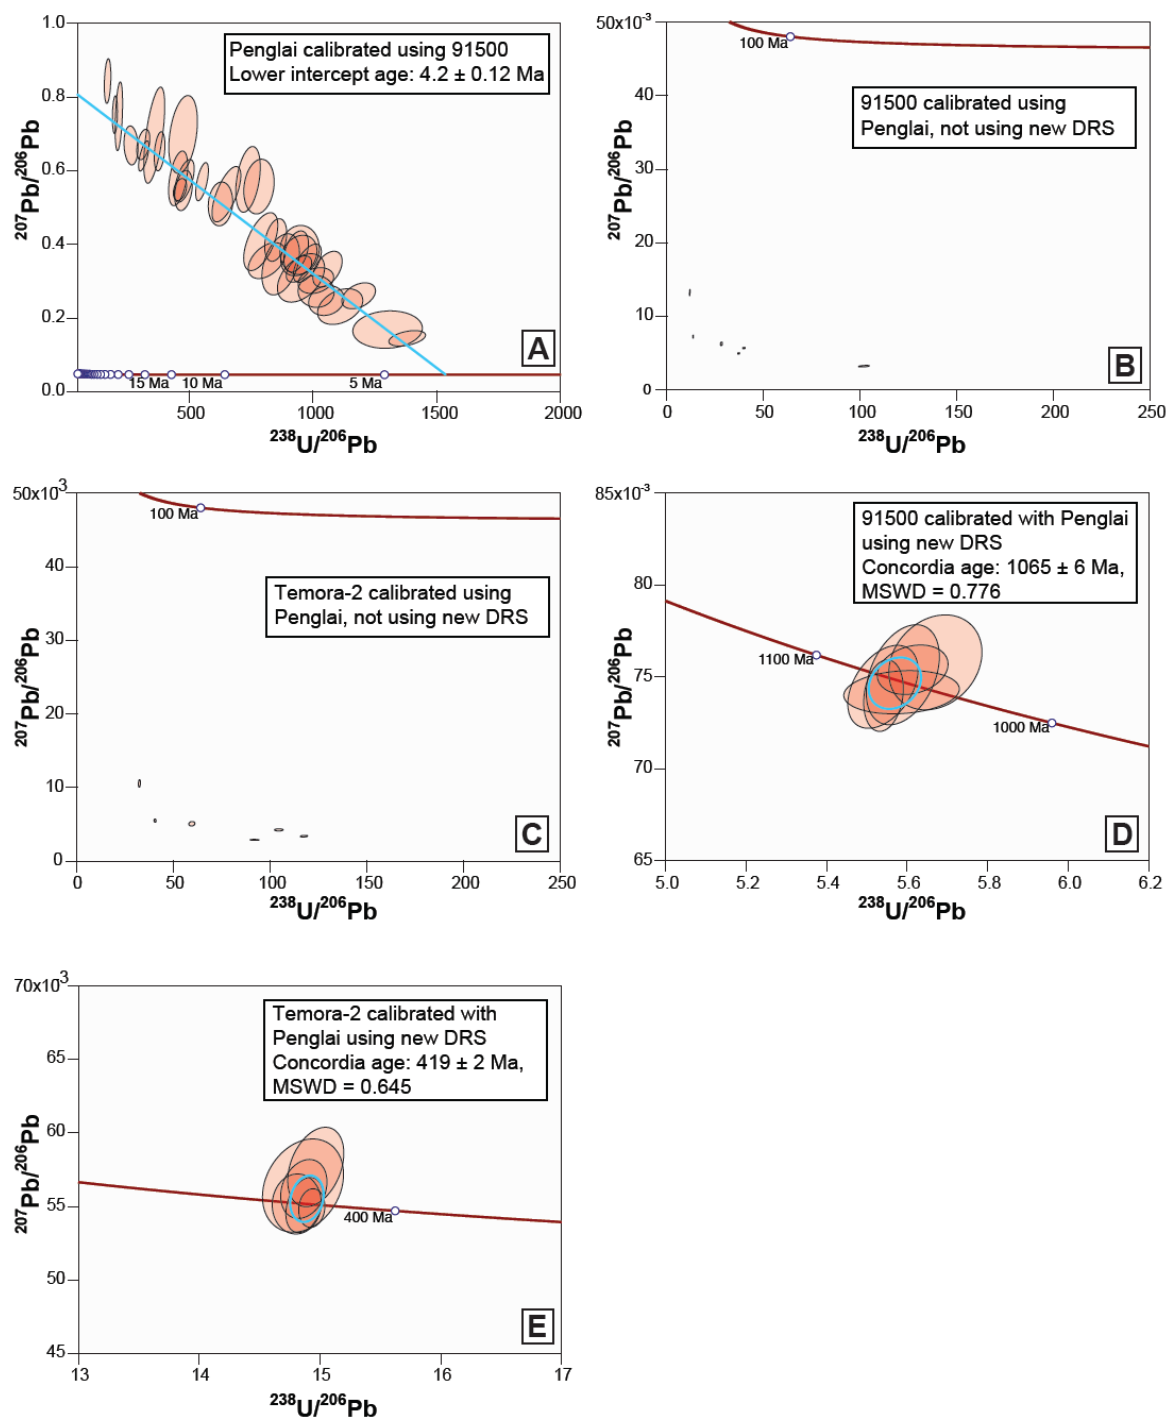 1.0
0.8
0.6
0.4
0.2
0.0
207Pb/206Pb
Penglai calibrated using 91500
Lower intercept age: 4.2 ± 0.12 Ma
A
15 Ma
10 Ma
5 Ma
500
1000
1500
2000
238U/206Pb
50x10-3
40
30
20
10
0
207Pb/206Pb
100 Ma
91500 calibrated using
Penglai, not using new DRS
B
0
50
100
150
200
250
238U/206Pb
50x103
40
30
20
10
0
207Pb/206Pb
100 Ma
Temora-2 calibrated using
Penglai, not using new DRS
C
0
50
100
150
200
250
238U/206Pb
85x10-3
80
75
70
65
207Pb/206Pb
91500 calibrated with Penglai
using new DRS
Concordia age: 1065 ± 6 Ma,
MSWD = 0.776
1100 Ma
1000 Ma
D
5.0
5.2
5.4
5.6
5.8
6.0
6.2
238U/206Pb
70x10-3
65
60
55
50
45
207Pb/206Pb
Temora-2 calibrated with
Penglai using new DRS
Concordia age: 419 ± 2 Ma,
MSWD = 0.645
400 Ma
E
13
14
15
16
17
238U/206Pb